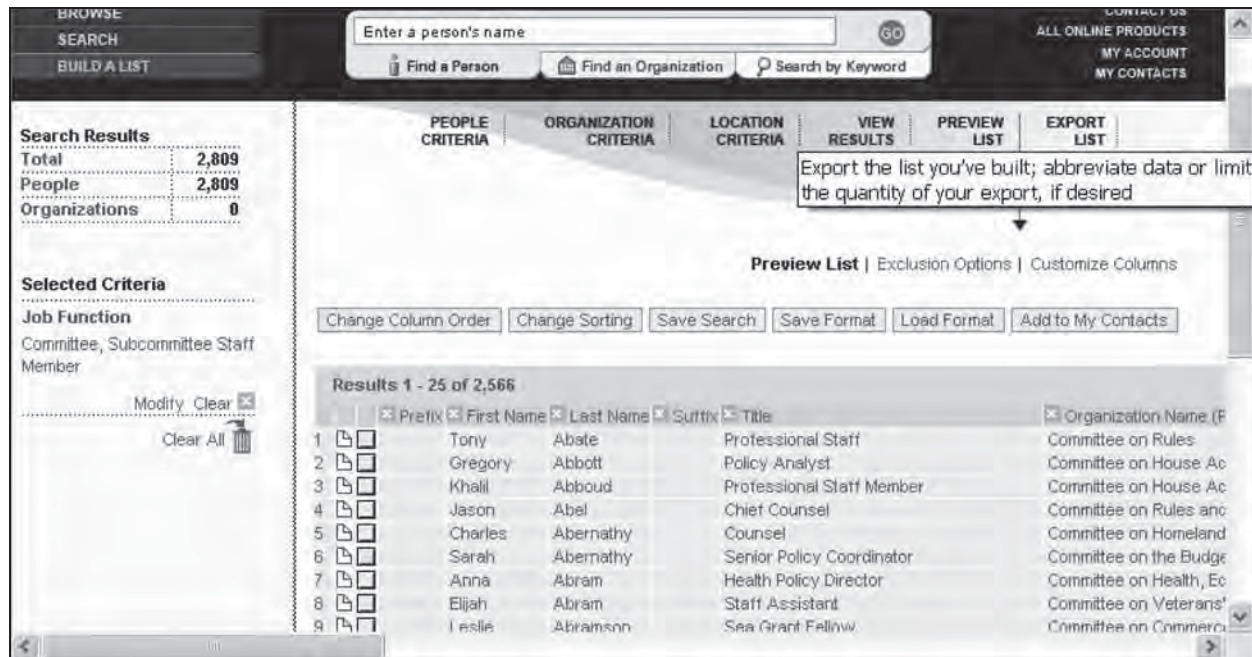 BROWSE
SEARCH
BUILD A LIST
Enter a person's name
GO
Find a Person
Find an Organization
Search by Keyword
CONTACT US
ALL ONLINE PRODUCTS
MY ACCOUNT
MY CONTACTS
Search Results
Total 2,809
People 2,809
Organizations 0
Selected Criteria
Job Function
Committee, Subcommittee Staff
Member
Modify Clear
Clear All
PEOPLE CRITERIA
ORGANIZATION CRITERIA
LOCATION CRITERIA
VIEW RESULTS
PREVIEW LIST
EXPORT LIST
Export the list you've built; abbreviate data or limit
the quantity of your export, if desired
Preview List | Exclusion Options | Customize Columns
Change Column Order Change Sorting Save Search Save Format Load Format Add to My Contacts
Results 1 - 25 of 2,566
Prefix First Name Last Name Suffix Title Organization Name (P
1 Tony Abate Professional Staff Committee on Rules
2 Gregory Abbott Policy Analyst Committee on House Ac
3 Khalil Abboud Professional Staff Member Committee on House Ac
4 Jason Abel Chief Counsel Committee on Rules and
5 Charles Abernathy Counsel Committee on Homeland
6 Sarah Abernathy Senior Policy Coordinator Committee on the Budge
7 Anna Abram Health Policy Director Committee on Health, Ec
8 Elijah Abram Staff Assistant Committee on Veterans'
9 Leslie Abramson Sea Grant Fellow Committee on Commerc